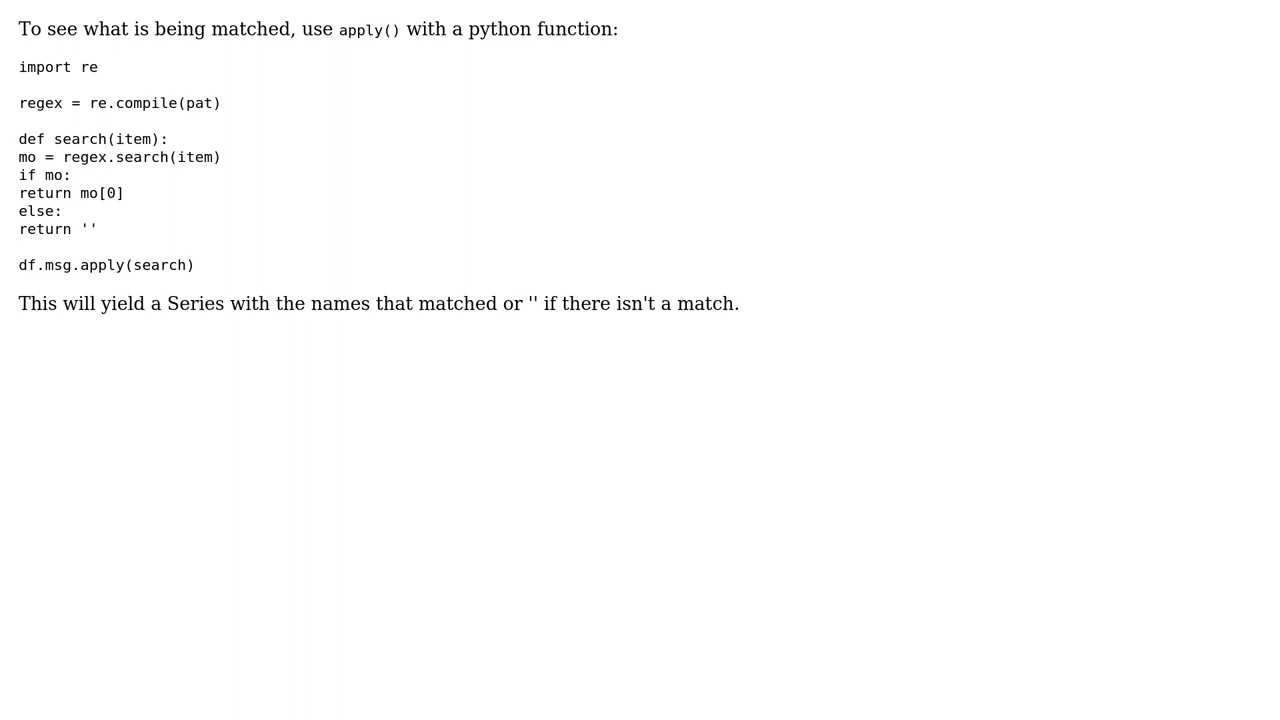 To see what is being matched, use apply() with a python function:
import re
regex = re.compile(pat)
def search(item):
mo = regex.search(item)
if mo:
return mo[0]
else:
return ''
df.msg.apply(search)
This will yield a Series with the names that matched or '' if there isn't a match.